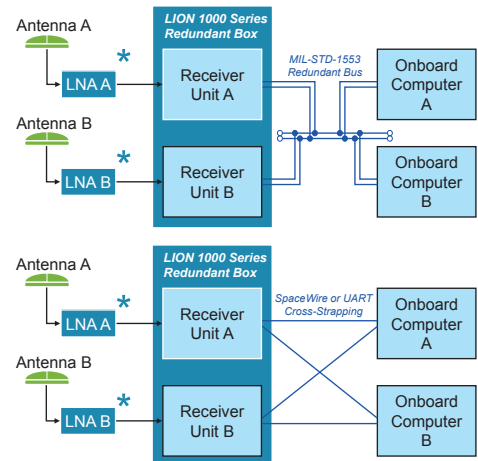 Antenna A
LNA A
*
LION 1000 Series
Redundant Box
Receiver
Unit A
MIL-STD-1553
Redundant Bus
Onboard
Computer
A
Antenna B
LNA B
*
Receiver
Unit B
Onboard
Computer
B
Antenna A
LNA A
*
LION 1000 Series
Redundant Box
Receiver
Unit A
SpaceWire or UART
Cross-Strapping
Onboard
Computer
A
Antenna B
LNA B
*
Receiver
Unit B
Onboard
Computer
B